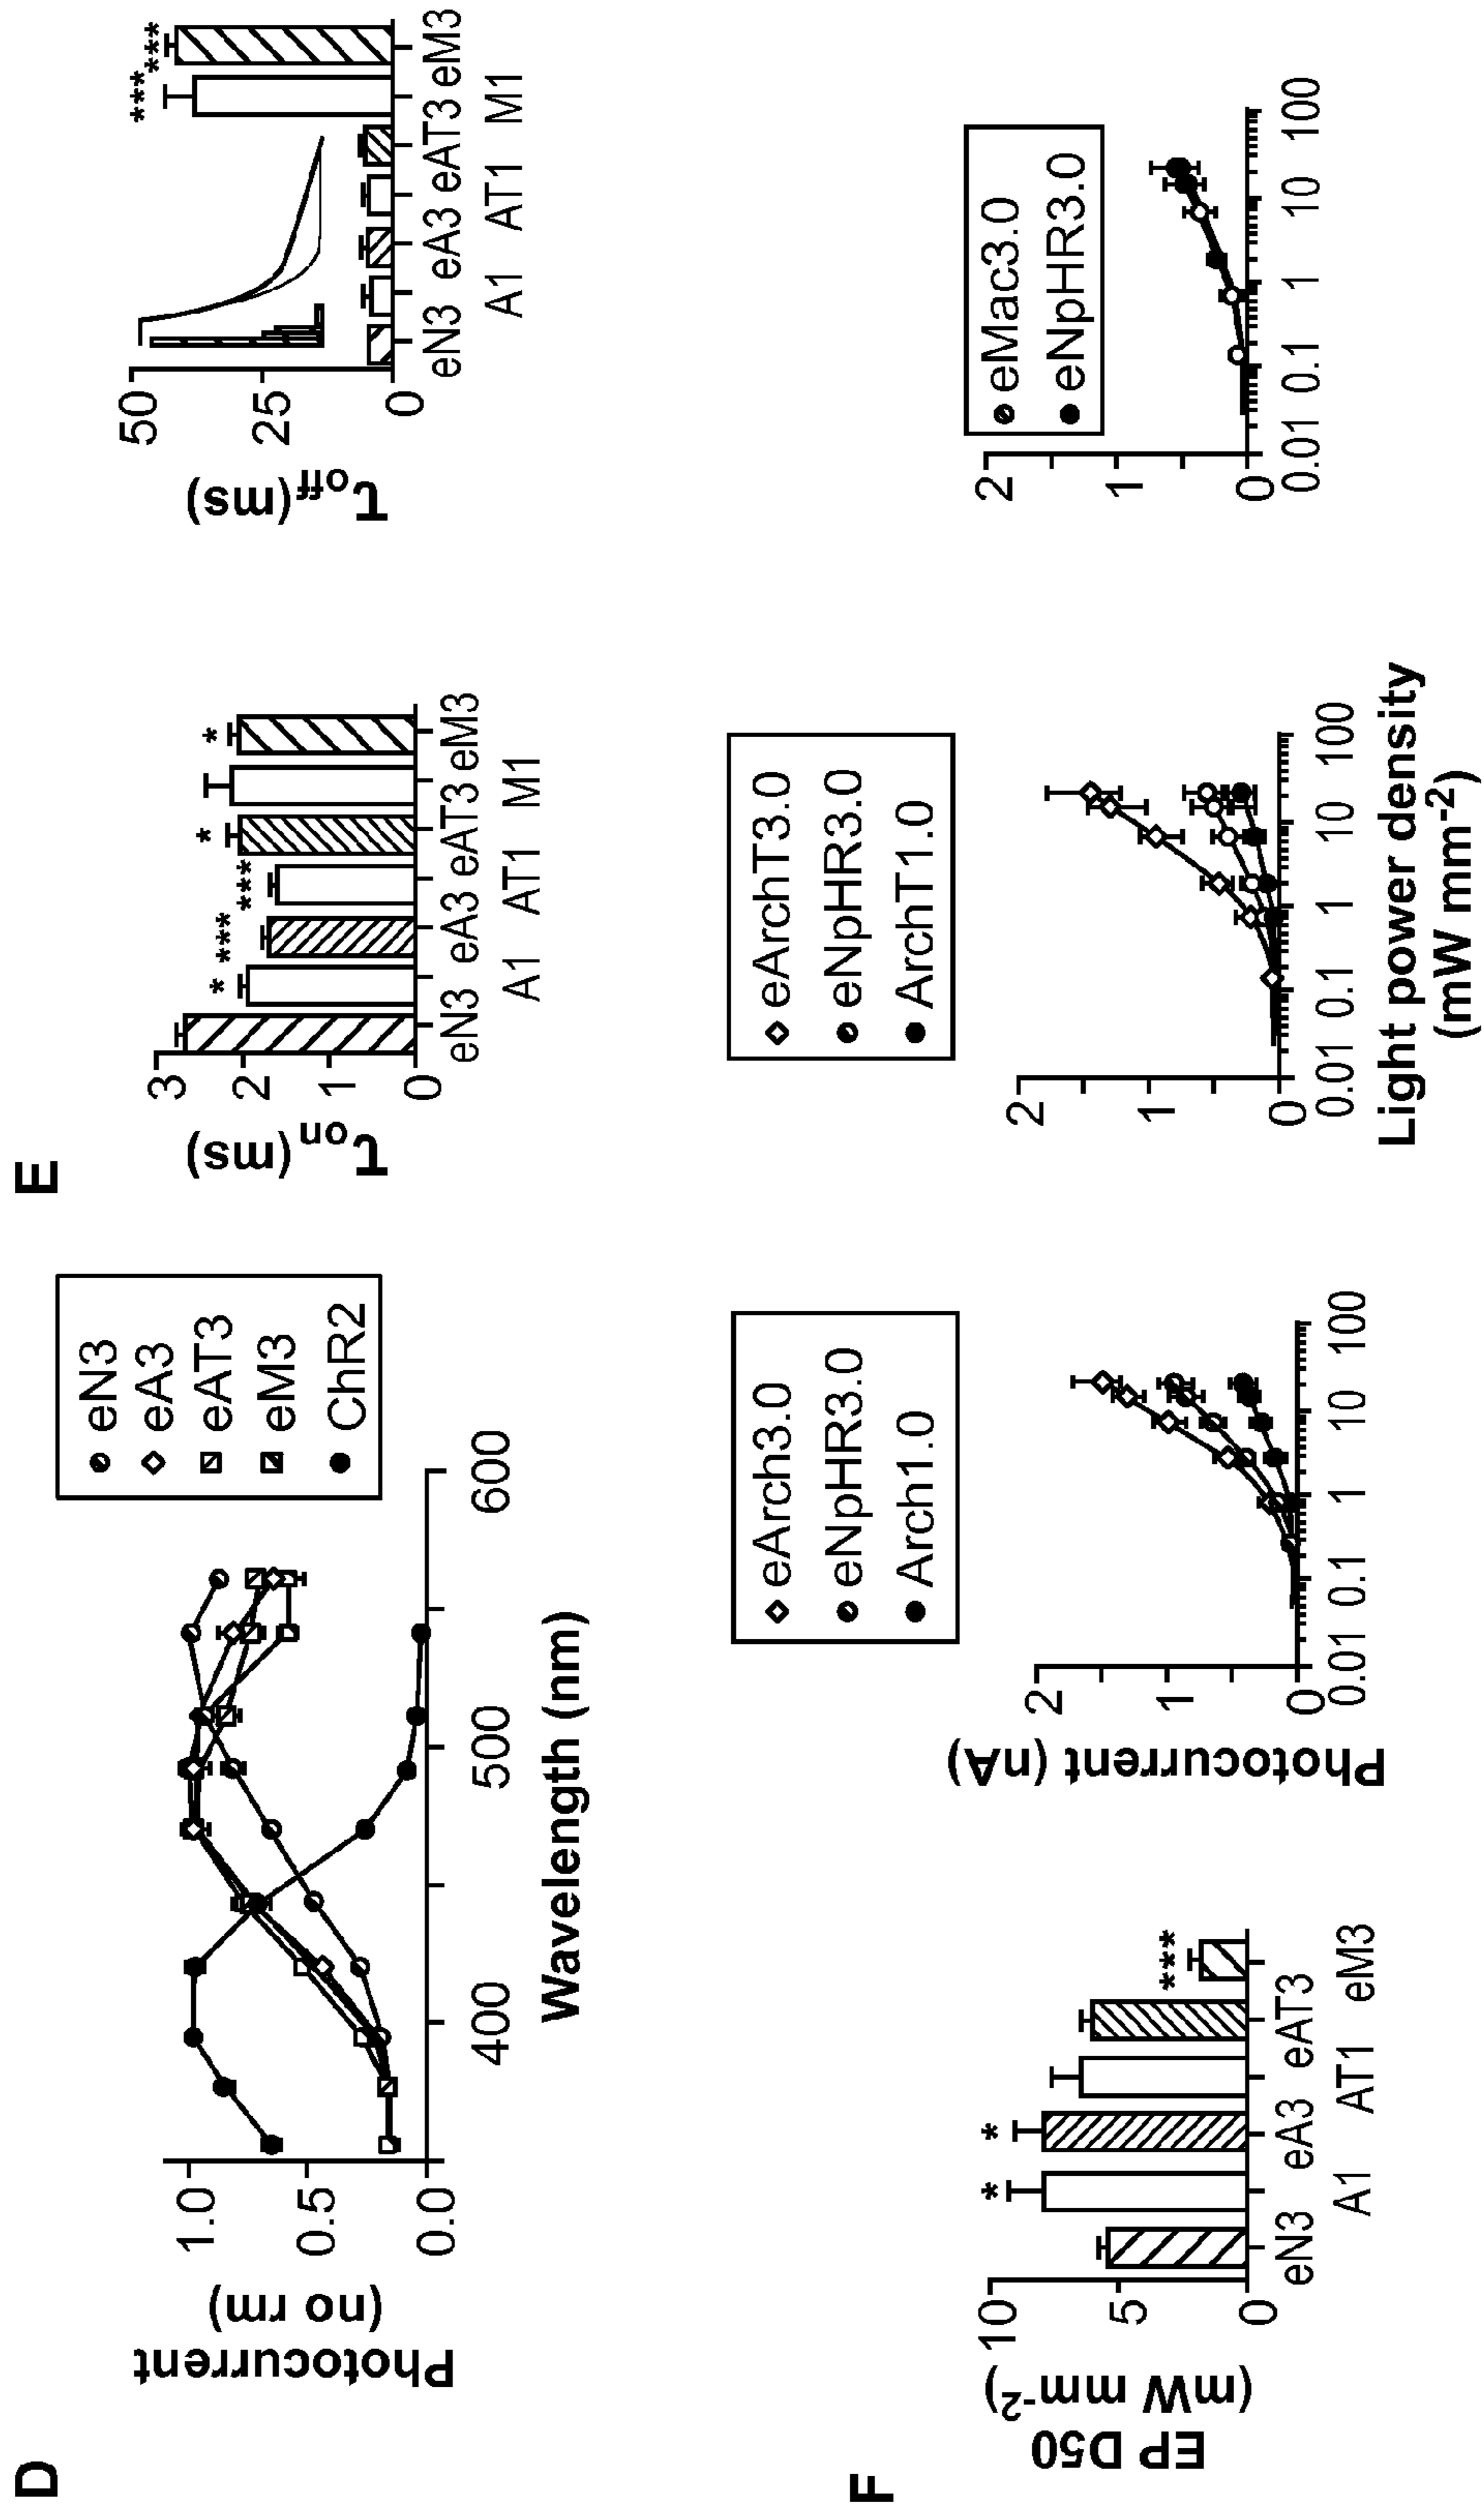 D
Photocurrent
(no rm)
1.0
0.5
0.0
400
500
600
Wavelength (nm)
eN3
eA3
eAT3
eM3
ChR2
E
τon (ms)
3
2
1
0
* *** *** * *
eN3 eA3 eAT3 eM3
A1 AT1 M1
τoff (ms)
50
25
0
*** ***
eN3 eA3 eAT3 eM3
A1 AT1 M1
F
EP D50
(mW mm-2)
10
5
0
* * ***
eN3 eA3 eAT3
A1 AT1 eM3
Photocurrent (nA)
2
1
0
0.01 0.1 1 10 100
eArch3.0
eNpHR3.0
Arch1.0
2
1
0
0.01 0.1 1 10 100
eArchT3.0
eNpHR3.0
ArchT1.0
Light power density
(mW mm-2)
2
1
0
0.01 0.1 1 10 100
eMac3.0
eNpHR3.0